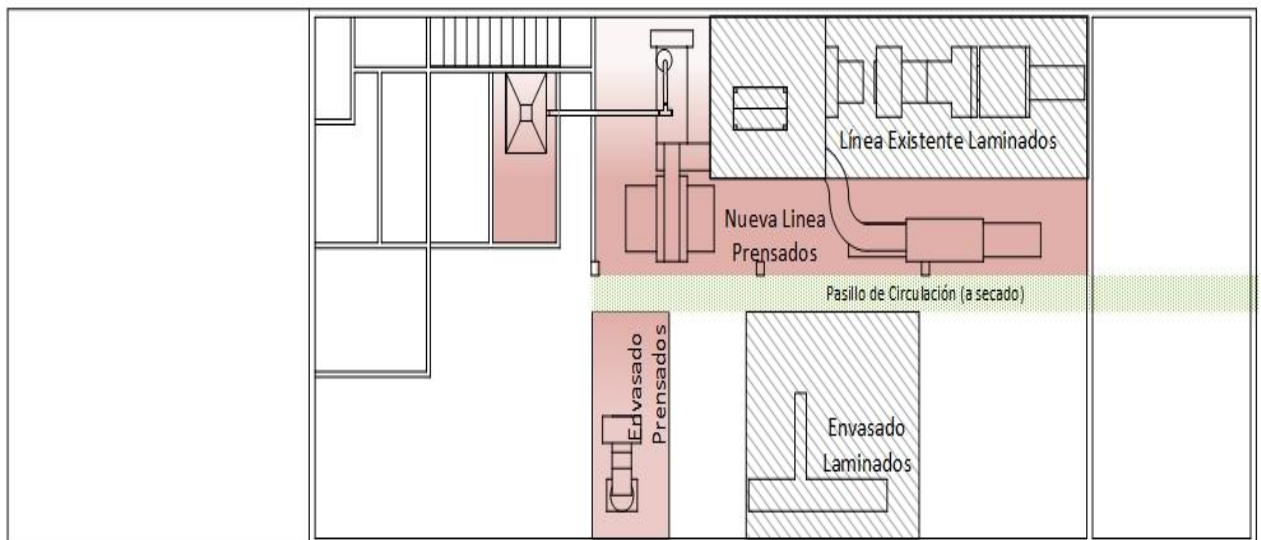 Línea Existente Laminados
Nueva Linea
Prensados
Pasillo de Circulación (a secado)
Envasado
Prensados
Envasado
Laminados